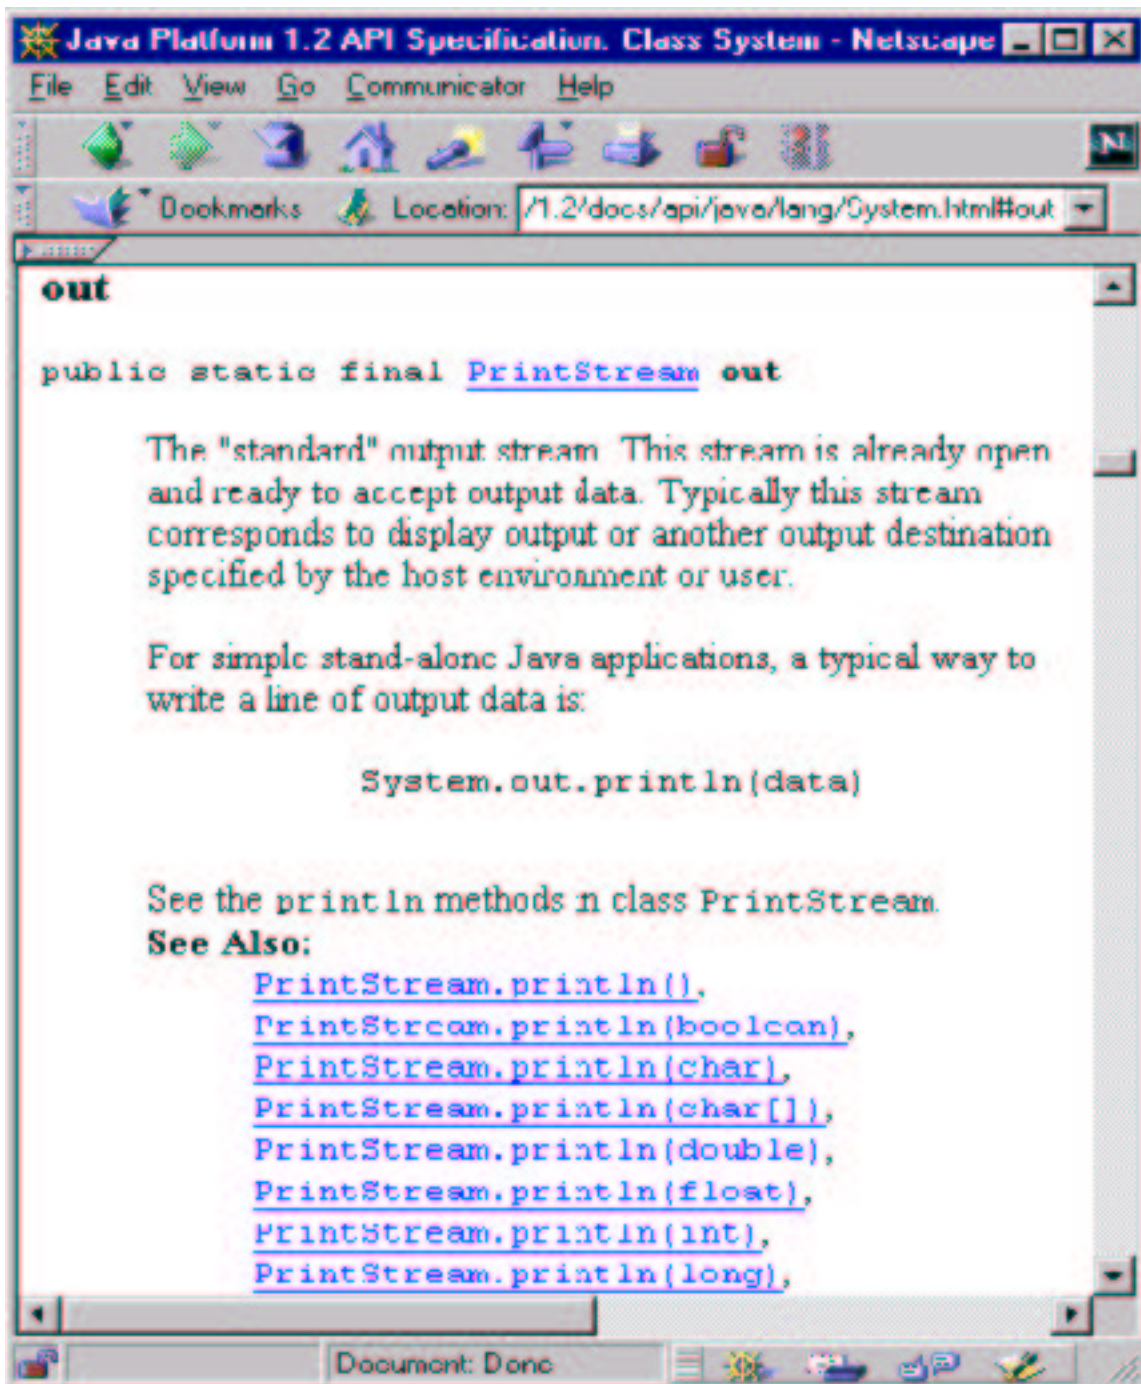 Java Platform 1.2 API Specification. Class System - Netscape
File Edit View Go Communicator Help
N
Bookmarks Location: /1.2/docs/api/java/lang/System.html#out
out
public static final PrintStream out
The "standard" output stream. This stream is already open
and ready to accept output data. Typically this stream
corresponds to display output or another output destination
specified by the host environment or user.
For simple stand-alone Java applications, a typical way to
write a line of output data is:
System.out.println(data)
See the println methods in class PrintStream.
See Also:
PrintStream.println(),
PrintStream.println(boolean),
PrintStream.println(char),
PrintStream.println(char[]),
PrintStream.println(double),
PrintStream.println(float),
PrintStream.println(int),
PrintStream.println(long),
Document: Done